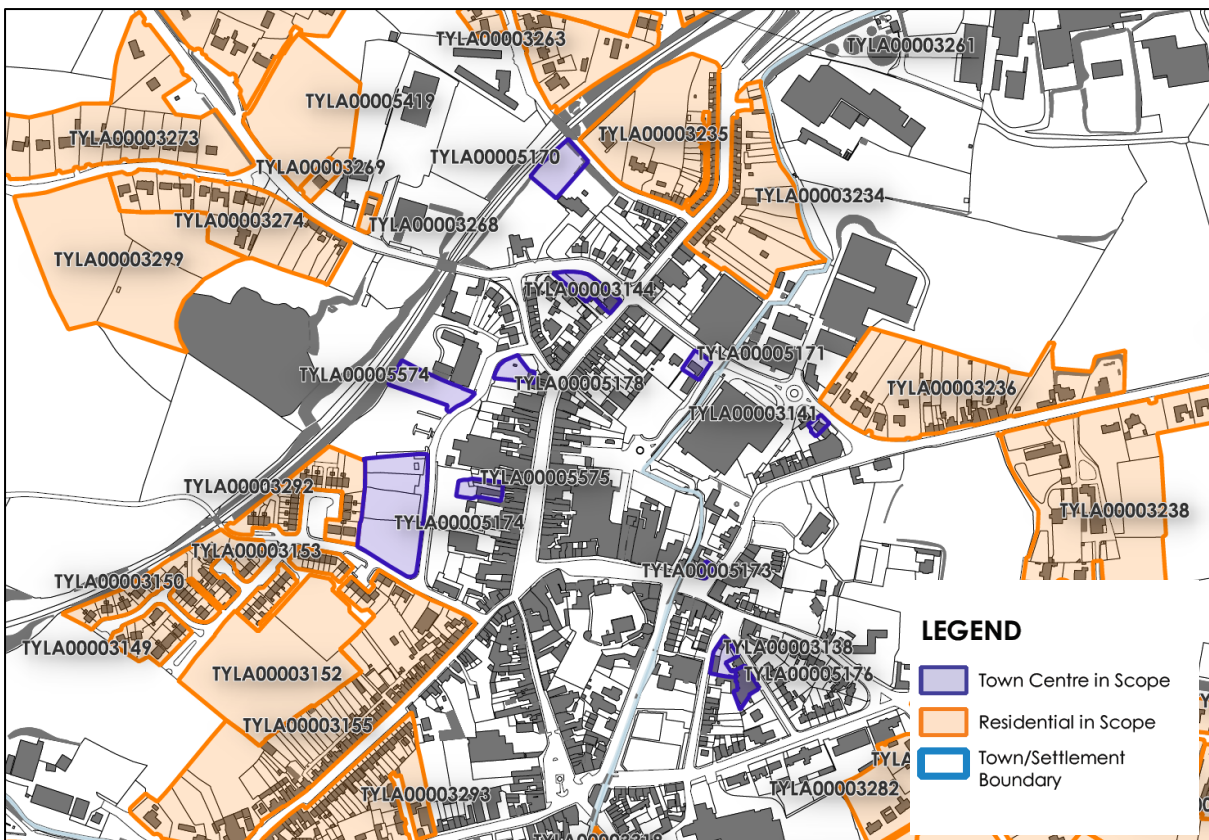 TYLA00003263
TYLA00003261
TYLA00005419
TYLA00003273
TYLA00003235
TYLA00005170
TYLA00003269
TYLA00003234
TYLA00003274
TYLA00003268
TYLA00003299
TYLA00003144
TYLA00005171
TYLA00005574
TYLA00005178
TYLA00003236
TYLA00003141
TYLA00005575
TYLA00003292
TYLA00005174
TYLA00003238
TYLA00003153
TYLA00005173
TYLA00003150
TYLA00003149
TYLA00003138
TYLA00003152
TYLA00005176
TYLA00003155
TYLA00003293
TYLA00003282
LEGEND
Town Centre in Scope
Residential in Scope
Town/Settlement
Boundary